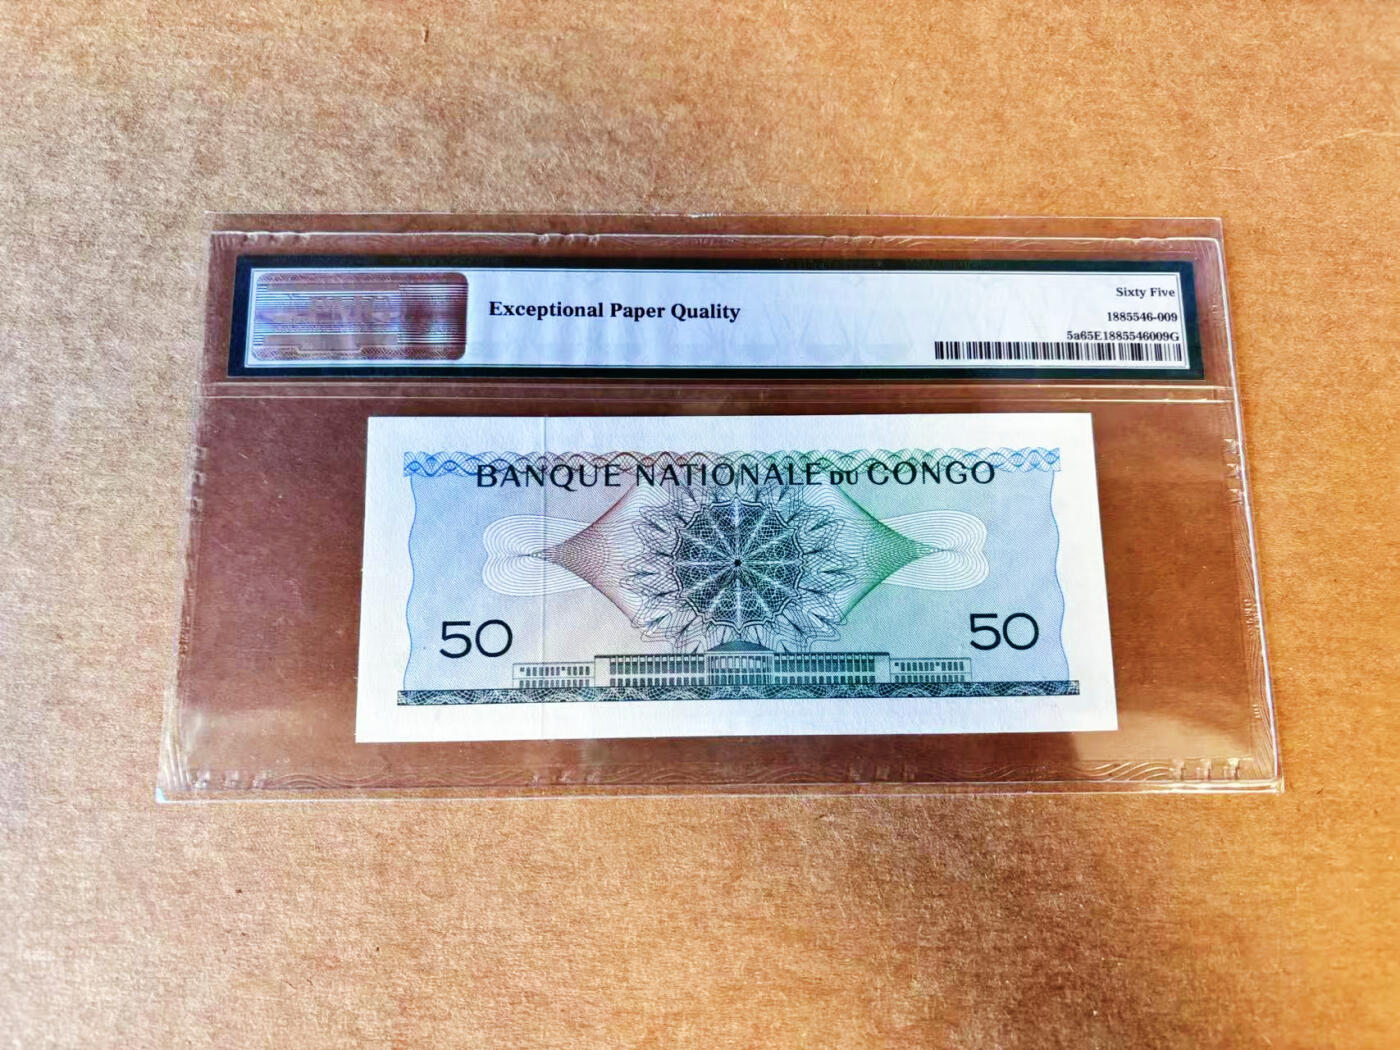 Exceptional Paper Quality
Sixty Five
1885546-009
5a65E1885546009G
BANQUE NATIONALE DU CONGO
50
50